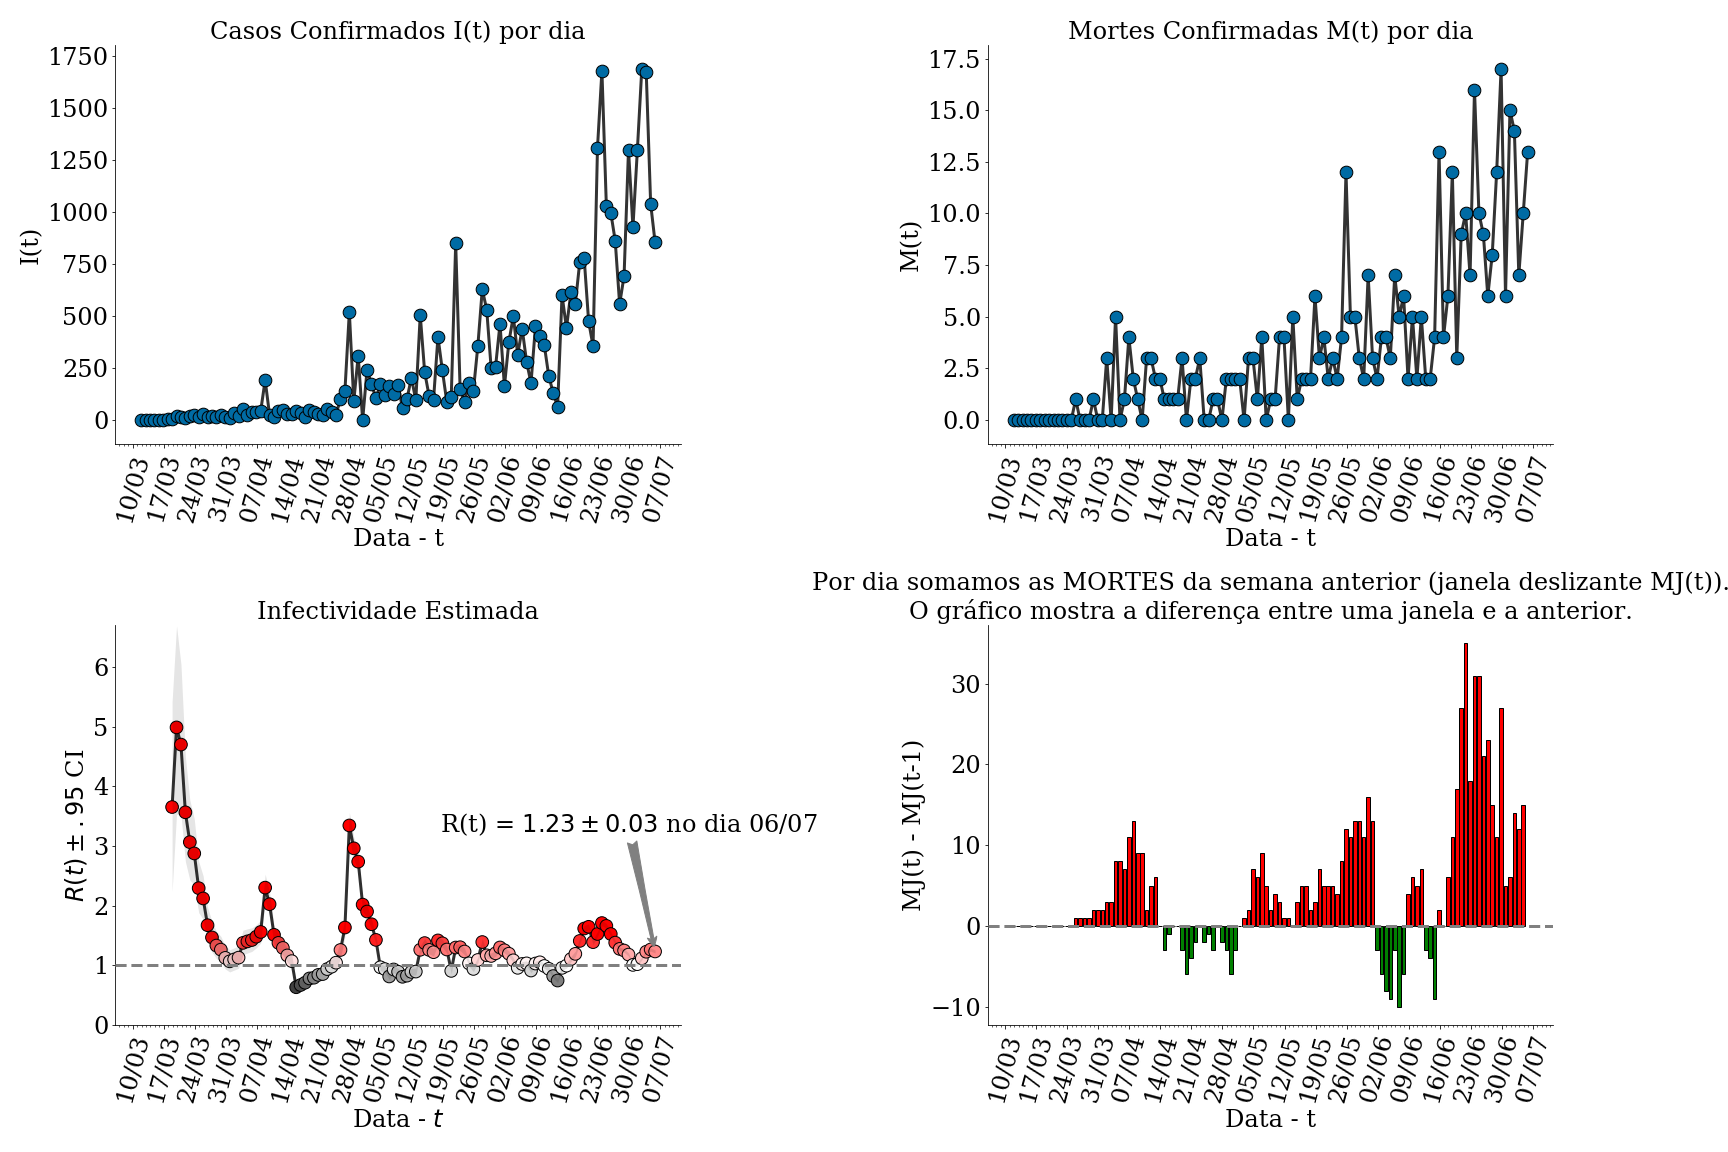 Casos Confirmados I(t) por dia
1750
1500
1250
1000
750
500
250
0
I(t)
10/03 17/03 24/03 31/03 07/04 14/04 21/04 28/04 05/05 12/05 19/05 26/05 02/06 09/06 16/06 23/06 30/06 07/07
Data - t
Mortes Confirmadas M(t) por dia
17.5
15.0
12.5
10.0
7.5
5.0
2.5
0.0
M(t)
10/03 17/03 24/03 31/03 07/04 14/04 21/04 28/04 05/05 12/05 19/05 26/05 02/06 09/06 16/06 23/06 30/06 07/07
Data - t
Infectividade Estimada
6
5
4
3
2
1
0
R(t) ± .95 CI
R(t) = 1.23 ± 0.03 no dia 06/07
10/03 17/03 24/03 31/03 07/04 14/04 21/04 28/04 05/05 12/05 19/05 26/05 02/06 09/06 16/06 23/06 30/06 07/07
Data - t
Por dia somamos as MORTES da semana anterior (janela deslizante MJ(t)).
O gráfico mostra a diferença entre uma janela e a anterior.
30
20
10
0
−10
MJ(t) - MJ(t-1)
10/03 17/03 24/03 31/03 07/04 14/04 21/04 28/04 05/05 12/05 19/05 26/05 02/06 09/06 16/06 23/06 30/06 07/07
Data - t